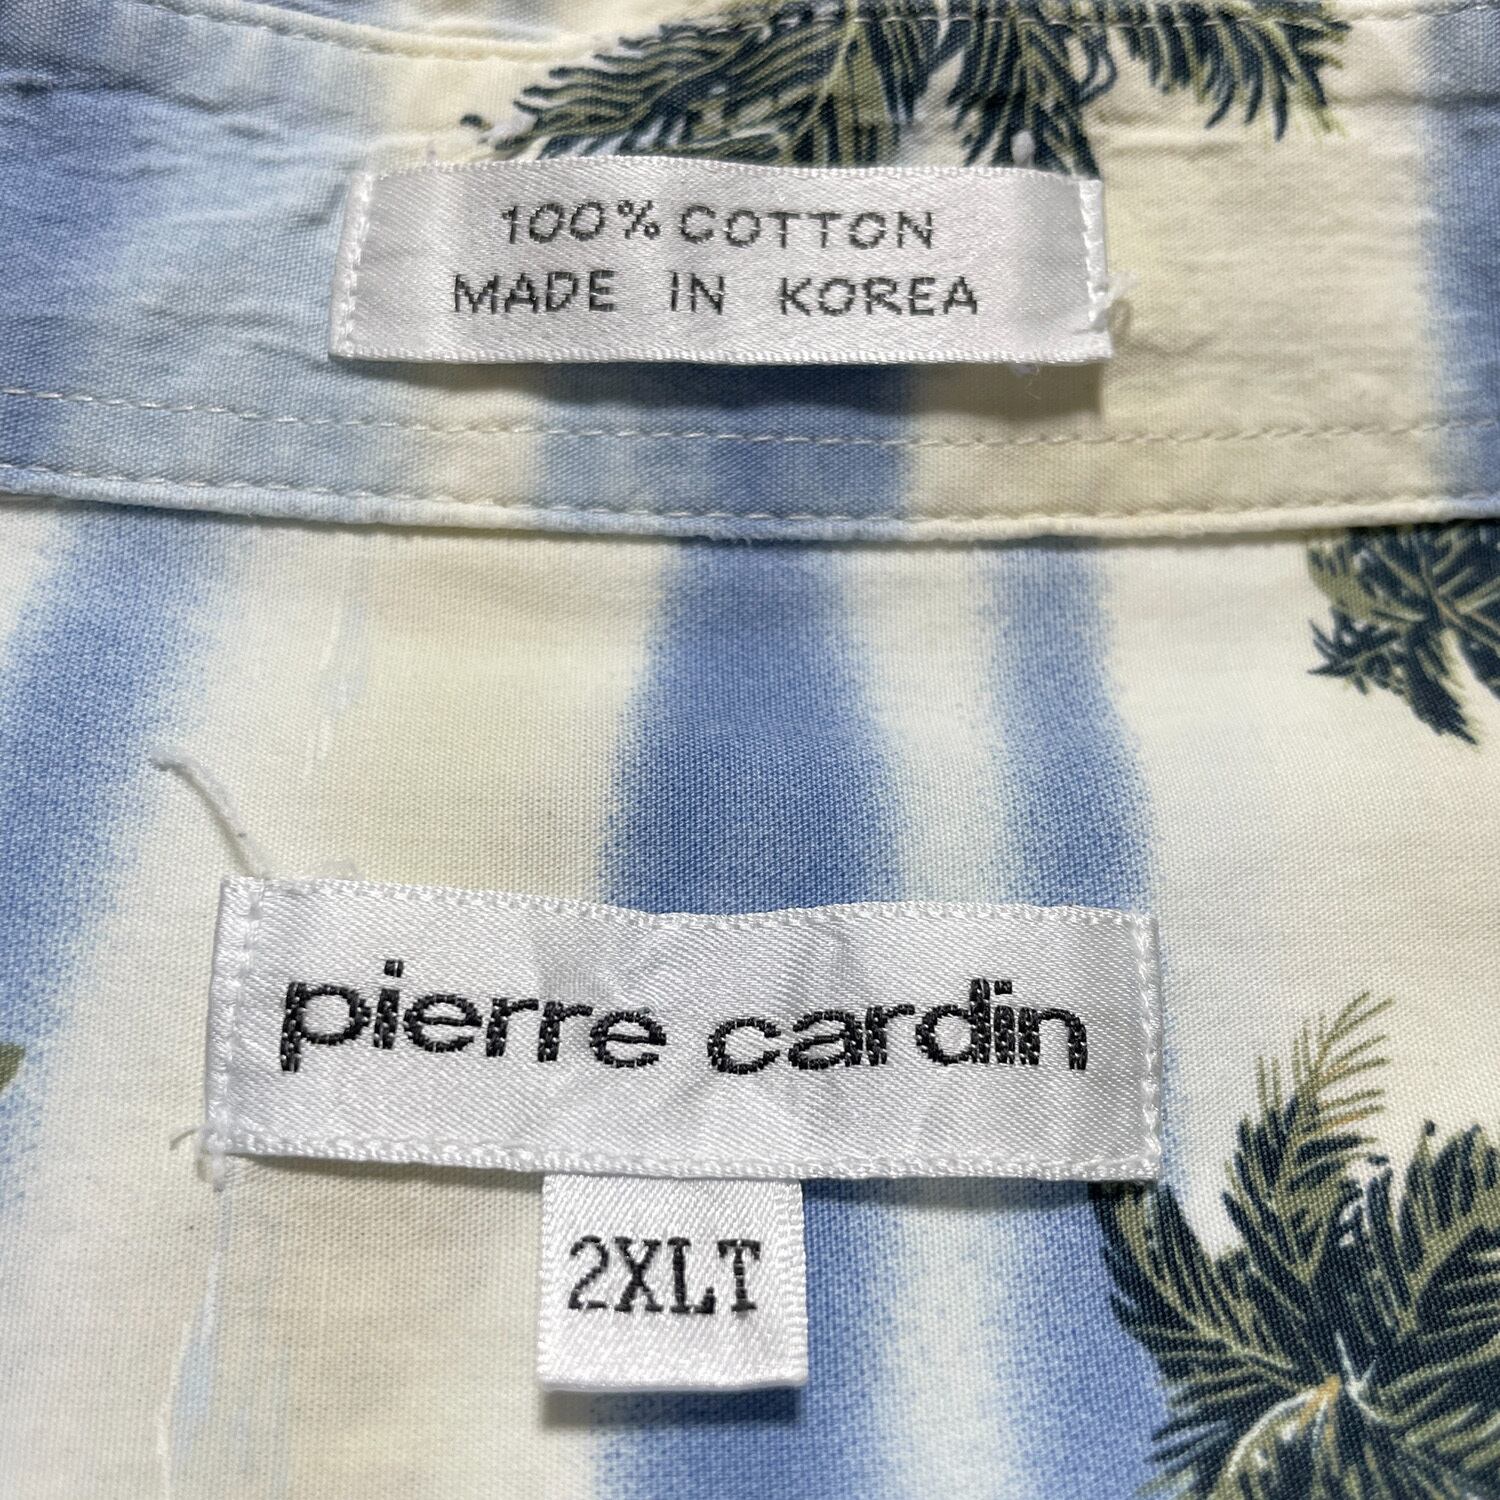 100% COTTON
MADE IN KOREA
pierre cardin
2XLT